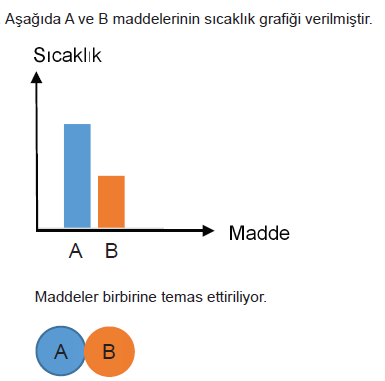 Aşağıda A ve B maddelerinin sıcaklık grafiği verilmiştir.
Sıcaklık
A B
Madde
Maddeler birbirine temas ettiriliyor.
A B